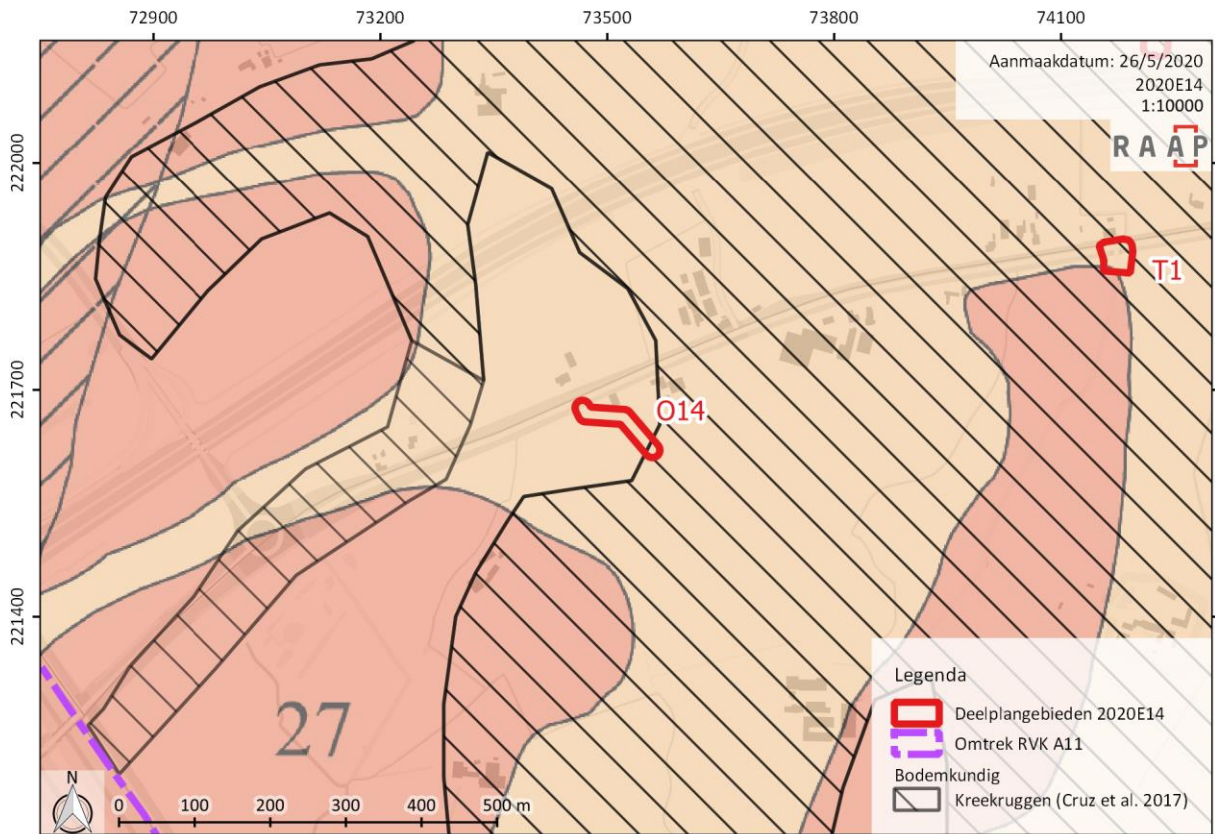 72900 73200 73500 73800 74100
Aanmaakdatum: 26/5/2020
2020E14
1:10000
RAAP
22000
T1
221700
O14
221400
27
Legenda
Deelplangebieden 2020E14
Omtrek RVK A11
Bodemkundig
Kreekruggen (Cruz et al. 2017)
N
0 100 200 300 400 500 m